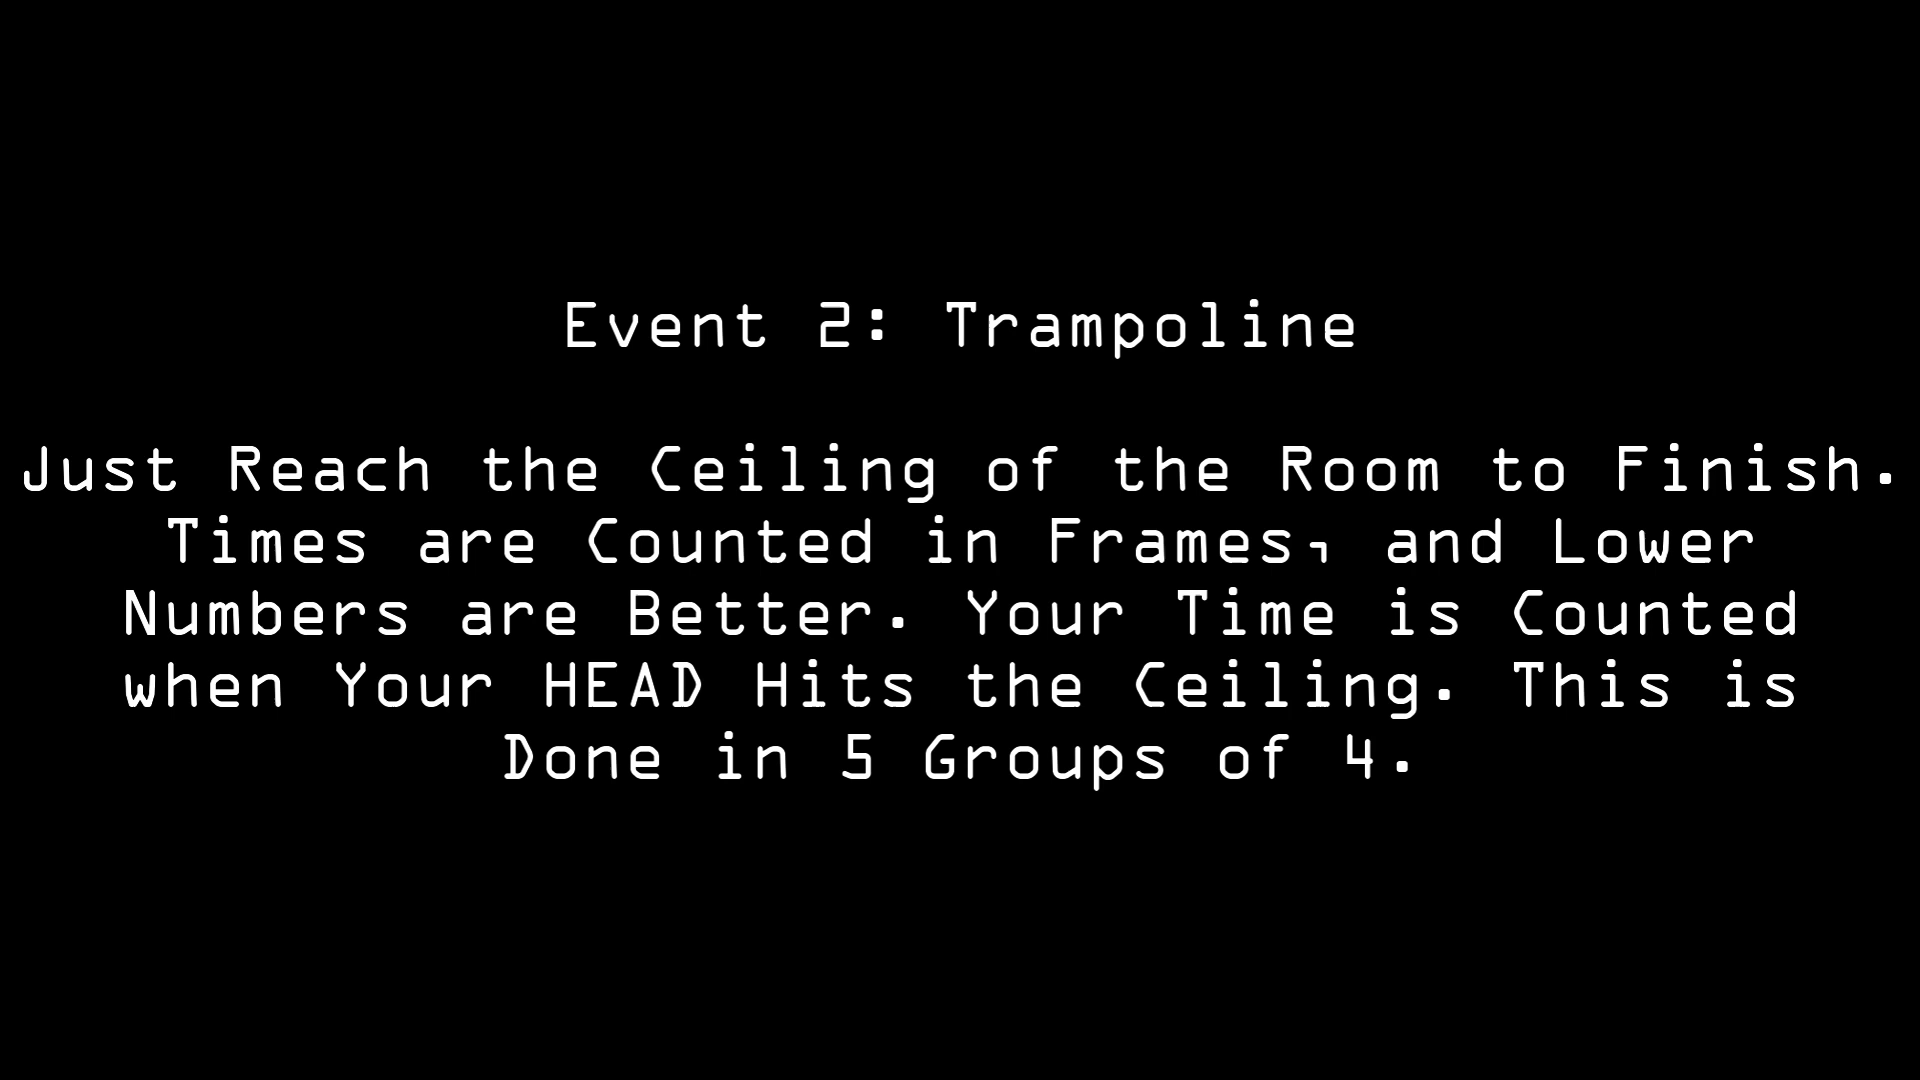 Event 2: Trampoline
Just Reach the Ceiling of the Room to Finish.
Times are Counted in Frames, and Lower
Numbers are Better. Your Time is Counted
when Your HEAD Hits the Ceiling. This is
Done in 5 Groups of 4.